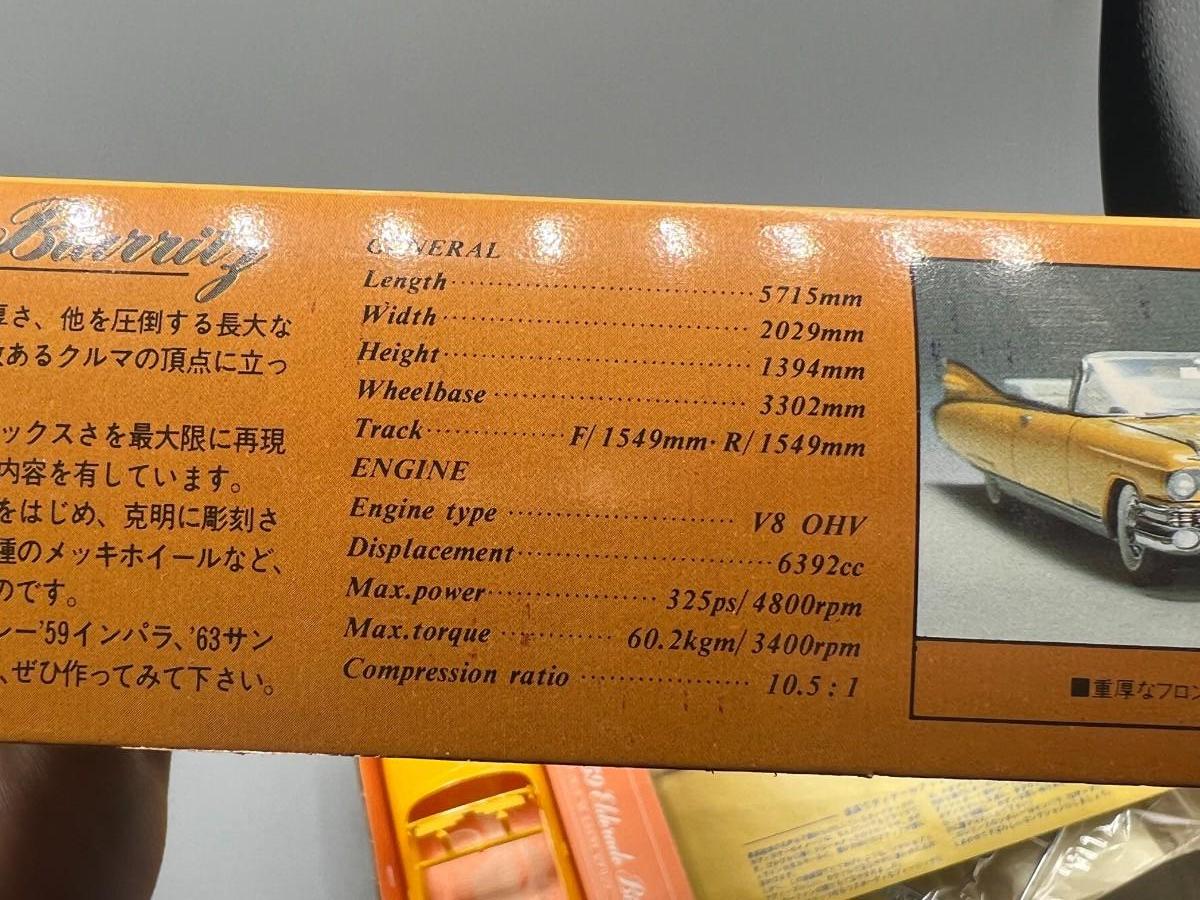 Biarritz
厚さ、他を圧倒する長大な
数あるクルマの頂点に立っ
ックスさを最大限に再現
内容を有しています。
をはじめ、克明に彫刻さ
種のメッキホイールなど、
のです。
レー'59インパラ、'63サン
、ぜひ作ってみて下さい。
GENERAL
Length 5715mm
Width 2029mm
Height 1394mm
Wheelbase 3302mm
Track F/1549mm・R/1549mm
ENGINE
Engine type V8 OHV
Displacement 6392cc
Max.power 325ps/4800rpm
Max.torque 60.2kgm/3400rpm
Compression ratio 10.5:1
■重厚なフロン